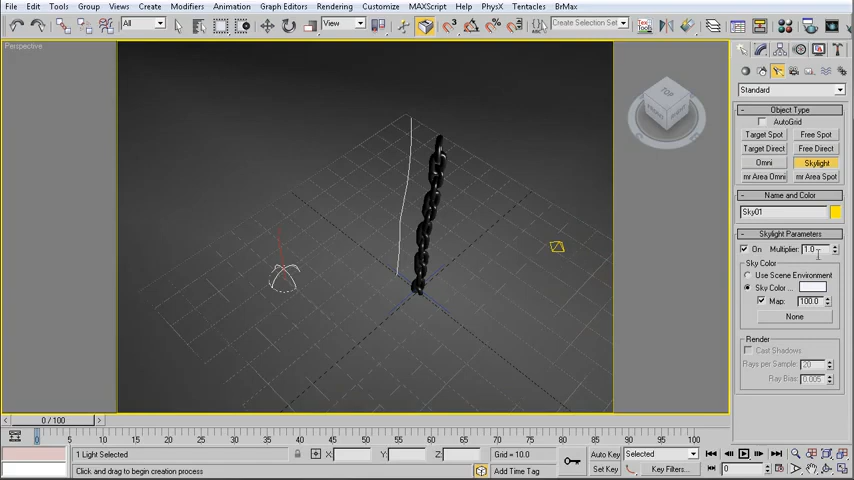 File Edit Tools Group Views Create Modifiers Animation Graph Editors Rendering Customize MAXScript Help PhysX Tentacles BrMax
All View Create Selection Set
Perspective
TOP
FRONT
Standard
- Object Type
AutoGrid
Target Spot Free Spot
Target Direct Free Direct
Omni Skylight
mr Area Omni mr Area Spot
- Name and Color
Sky01
- Skylight Parameters
On Multiplier: 1.0
Sky Color
Use Scene Environment
Sky Color ...
Map: 100.0
None
Render
Cast Shadows
Rays per Sample: 20
Ray Bias: 0.005
< 0 / 100 >
0 5 10 15 20 25 30 35 40 45 50 55 60 65 70 75 80 85 90 95 100
1 Light Selected X: Y: Z: Grid = 10.0 Auto Key Selected
Click and drag to begin creation process Add Time Tag Set Key Key Filters... 0